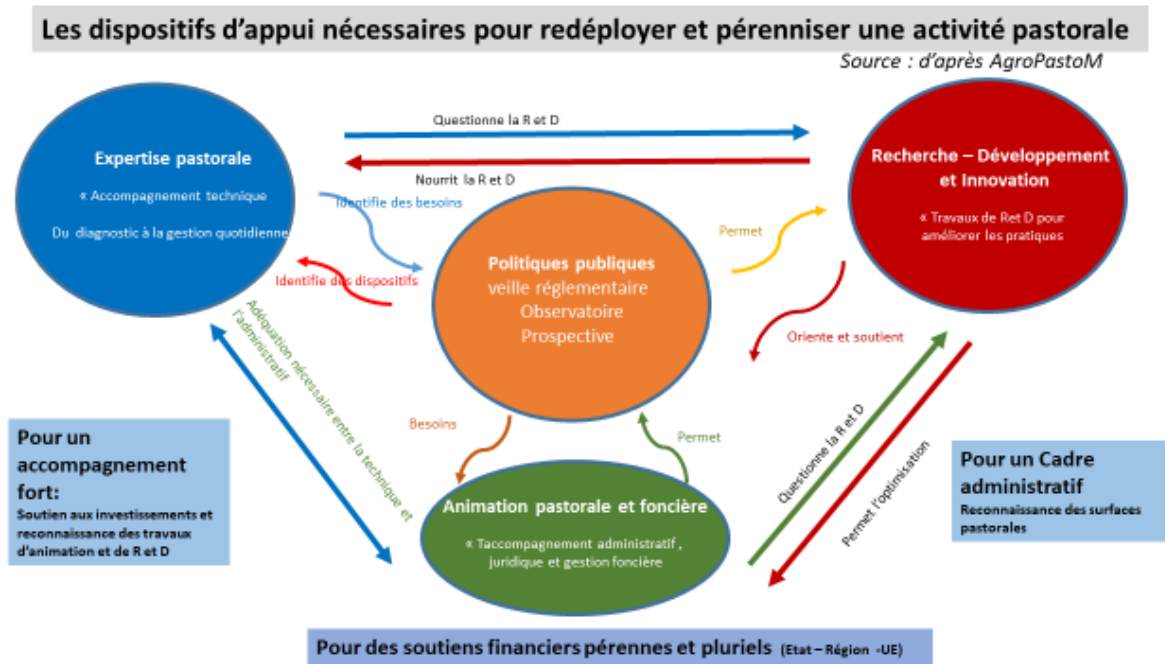 Les dispositifs d'appui nécessaires pour redéployer et pérenniser une activité pastorale
Source : d'après AgroPastoM
Questionne la R et D
Nourrit la R et D
Expertise pastorale
« Accompagnement technique
Du diagnostic à la gestion quotidienne
Recherche – Développement
et Innovation
« Travaux de Ret D pour
améliorer les pratiques
Identifie des besoins
Identifie des dispositifs
Permet
Politiques publiques
veille réglementaire
Observatoire
Prospective
Oriente et soutient
Adéquation nécessaire entre la technique et
l'administratif
Besoins
Permet
Questionne la R et D
Permet l'optimisation
Pour un
accompagnement
fort:
Soutien aux investissements et
reconnaissance des travaux
d'animation et de R et D
Animation pastorale et foncière
« Taccompagnement administratif ,
juridique et gestion foncière
Pour un Cadre
administratif
Reconnaissance des surfaces
pastorales
Pour des soutiens financiers pérennes et pluriels (Etat – Région -UE)